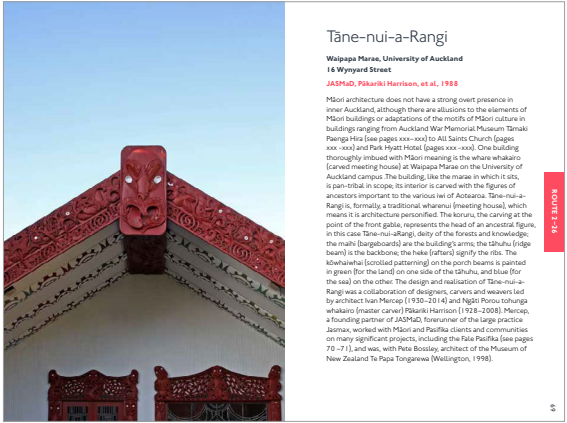 Tāne-nui-a-Rangi
Waipapa Marae, University of Auckland
16 Wynyard Street
JASMaD, Pākariki Harrison, et al, 1988
Māori architecture does not have a strong overt presence in
inner Auckland, although there are allusions to the elements of
Māori buildings or adaptations of the motifs of Māori culture in
buildings ranging from Auckland War Memorial Museum Tāmaki
Paenga Hira (see pages xxx–xxx) to All Saints Church (pages
xxx -xxx) and Park Hyatt Hotel (pages xxx -xxx). One building
thoroughly imbued with Māori meaning is the whare whakairo
(carved meeting house) at Waipapa Marae on the University of
Auckland campus .The building, like the marae in which it sits,
is pan-tribal in scope; its interior is carved with the figures of
ancestors important to the various iwi of Aotearoa. Tāne-nui-a-
Rangi is, formally, a traditional wharenui (meeting house), which
means it is architecture personified. The koruru, the carving at the
point of the front gable, represents the head of an ancestral figure,
in this case Tāne-nui-aRangi, deity of the forests and knowledge;
the maihi (bargeboards) are the building's arms; the tāhuhu (ridge
beam) is the backbone; the heke (rafters) signify the ribs. The
kōwhaiwhai (scrolled patterning) on the porch beams is painted
in green (for the land) on one side of the tāhuhu, and blue (for
the sea) on the other. The design and realisation of Tāne-nui-a-
Rangi was a collaboration of designers, carvers and weavers led
by architect Ivan Mercep (1930–2014) and Ngāti Porou tohunga
whakairo (master carver) Pākariki Harrison (1928–2008). Mercep,
a founding partner of JASMaD, forerunner of the large practice
Jasmax, worked with Māori and Pasifika clients and communities
on many significant projects, including the Fale Pasifika (see pages
70 –71), and was, with Pete Bossley, architect of the Museum of
New Zealand Te Papa Tongarewa (Wellington, 1998).
ROUTE 2 -26
69